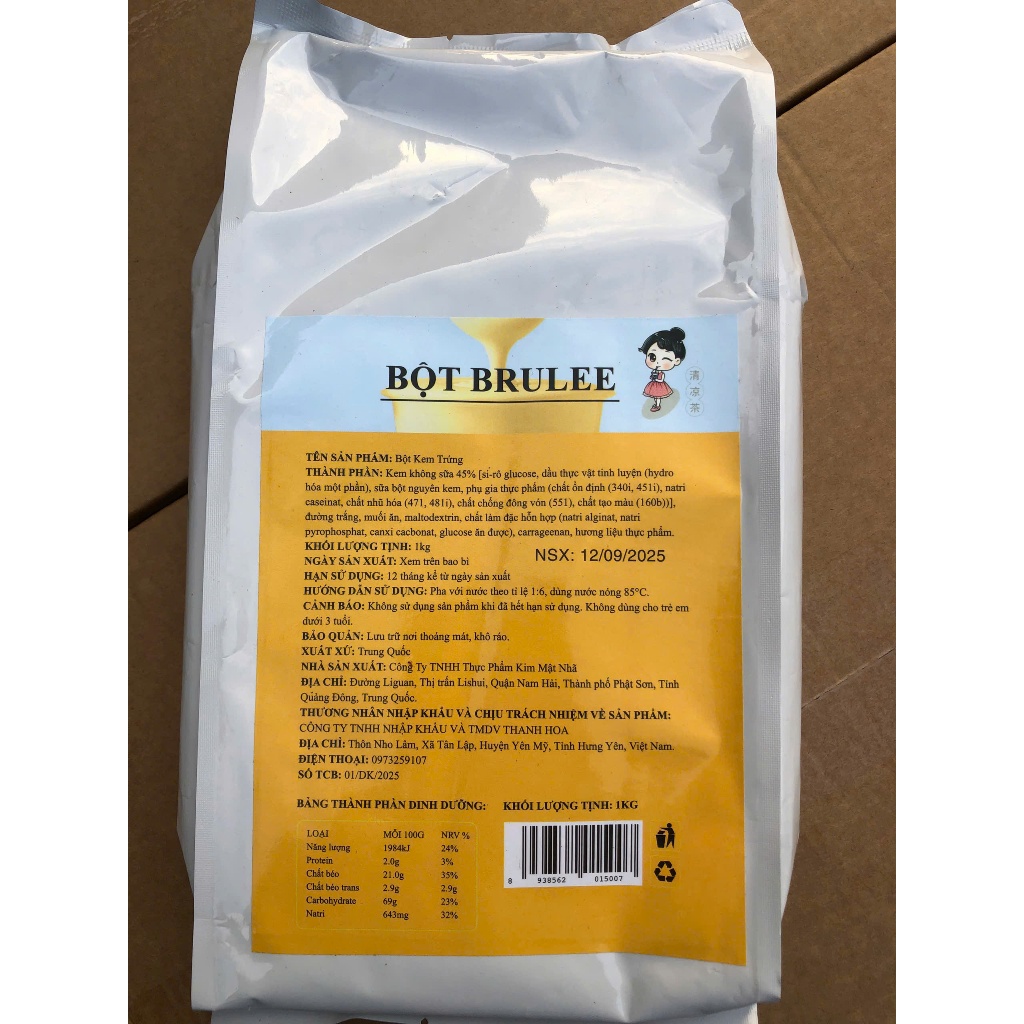 BỘT BRULEE
清
凉
茶
TÊN SẢN PHẨM: Bột Kem Trứng
THÀNH PHẦN: Kem không sữa 45% [si-rô glucose, dầu thực vật tinh luyện (hydro
hóa một phần), sữa bột nguyên kem, phụ gia thực phẩm (chất ổn định (340i, 451i), natri
caseinat, chất nhũ hóa (471, 481i), chất chống đông vón (551), chất tạo màu (160b))],
đường trắng, muối ăn, maltodextrin, chất làm đặc hỗn hợp (natri alginat, natri
pyrophosphat, canxi cacbonat, glucose ăn được), carrageenan, hương liệu thực phẩm.
KHỐI LƯỢNG TỊNH: 1kg
NSX: 12/09/2025
NGÀY SẢN XUẤT: Xem trên bao bì
HẠN SỬ DỤNG: 12 tháng kể từ ngày sản xuất
HƯỚNG DẪN SỬ DỤNG: Pha với nước theo tỉ lệ 1:6, dùng nước nóng 85°C.
CẢNH BÁO: Không sử dụng sản phẩm khi đã hết hạn sử dụng. Không dùng cho trẻ em
dưới 3 tuổi.
BẢO QUẢN: Lưu trữ nơi thoáng mát, khô ráo.
XUẤT XỨ: Trung Quốc
NHÀ SẢN XUẤT: Công Ty TNHH Thực Phẩm Kim Mật Nhã
ĐỊA CHỈ: Đường Liguan, Thị trấn Lishui, Quận Nam Hải, Thành phố Phật Sơn, Tỉnh
Quảng Đông, Trung Quốc.
THƯƠNG NHÂN NHẬP KHẨU VÀ CHỊU TRÁCH NHIỆM VỀ SẢN PHẨM:
CÔNG TY TNHH NHẬP KHẨU VÀ TMDV THANH HOA
ĐỊA CHỈ: Thôn Nho Lâm, Xã Tân Lập, Huyện Yên Mỹ, Tỉnh Hưng Yên, Việt Nam.
ĐIỆN THOẠI: 0973259107
SỐ TCB: 01/DK/2025
BẢNG THÀNH PHẦN DINH DƯỠNG: KHỐI LƯỢNG TỊNH: 1KG
LOẠI MỖI 100G NRV %
Năng lượng 1984kJ 24%
Protein 2.0g 3%
Chất béo 21.0g 35%
Chất béo trans 2.9g 2.9g
Carbohydrate 69g 23%
Natri 643mg 32%
8 938562 015007